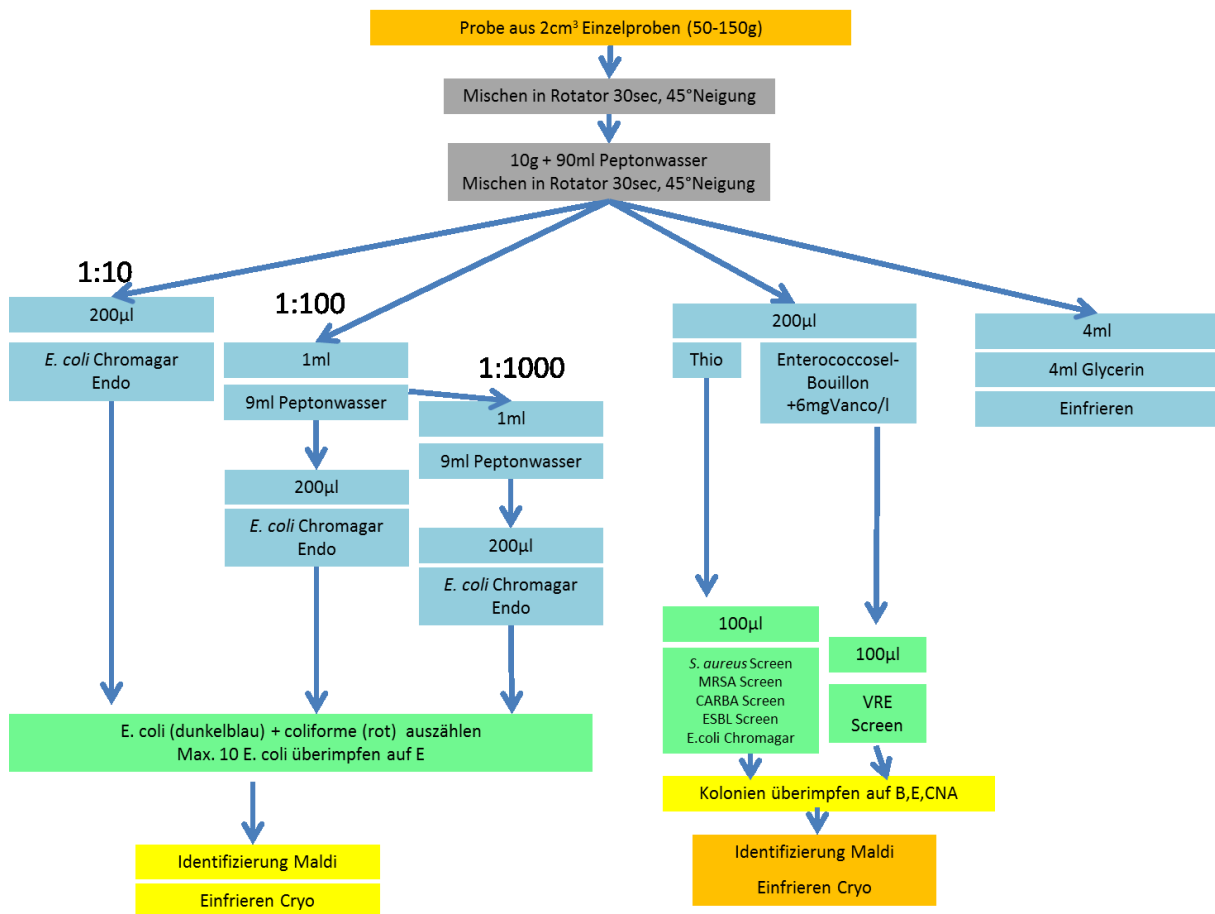 Probe aus 2cm³ Einzelproben (50-150g)
Mischen in Rotator 30sec, 45°Neigung
10g + 90ml Peptonwasser
Mischen in Rotator 30sec, 45°Neigung
1:10
200µl
E. coli Chromagar
Endo
1:100
1ml
9ml Peptonwasser
200µl
E. coli Chromagar
Endo
1:1000
1ml
9ml Peptonwasser
200µl
E. coli Chromagar
Endo
E. coli (dunkelblau) + coliforme (rot) auszählen
Max. 10 E. coli überimpfen auf E
Identifizierung Maldi
Einfrieren Cryo
200µl
Thio
Enterococcosel-
Bouillon
+6mgVanco/l
100µl
S. aureus Screen
MRSA Screen
CARBA Screen
ESBL Screen
E.coli Chromagar
100µl
VRE
Screen
Kolonien überimpfen auf B,E,CNA
Identifizierung Maldi
Einfrieren Cryo
4ml
4ml Glycerin
Einfrieren